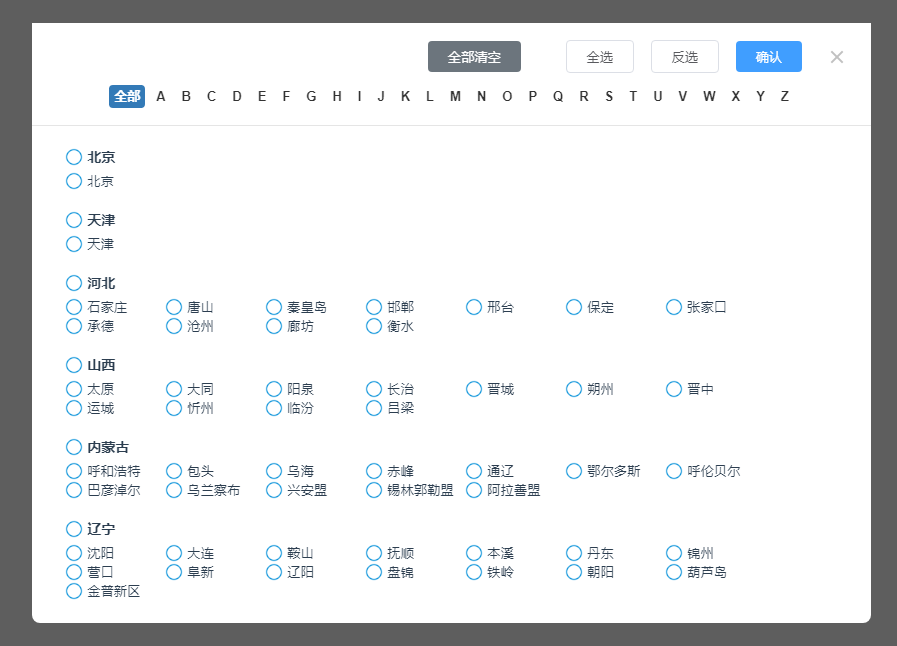 全部清空 全选 反选 确认
全部 A B C D E F G H I J K L M N O P Q R S T U V W X Y Z
北京
北京
天津
天津
河北
石家庄 唐山 秦皇岛 邯郸 邢台 保定 张家口
承德 沧州 廊坊 衡水
山西
太原 大同 阳泉 长治 晋城 朔州 晋中
运城 忻州 临汾 吕梁
内蒙古
呼和浩特 包头 乌海 赤峰 通辽 鄂尔多斯 呼伦贝尔
巴彦淖尔 乌兰察布 兴安盟 锡林郭勒盟 阿拉善盟
辽宁
沈阳 大连 鞍山 抚顺 本溪 丹东 锦州
营口 阜新 辽阳 盘锦 铁岭 朝阳 葫芦岛
金普新区